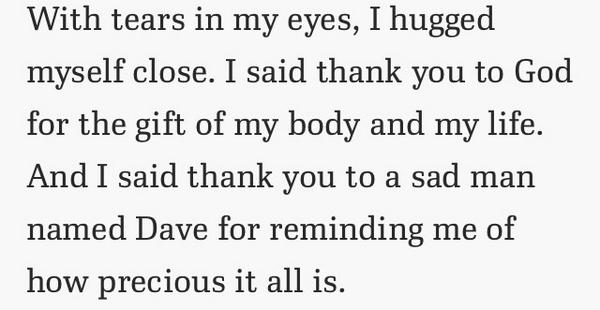 With tears in my eyes, I hugged
myself close. I said thank you to God
for the gift of my body and my life.
And I said thank you to a sad man
named Dave for reminding me of
how precious it all is.